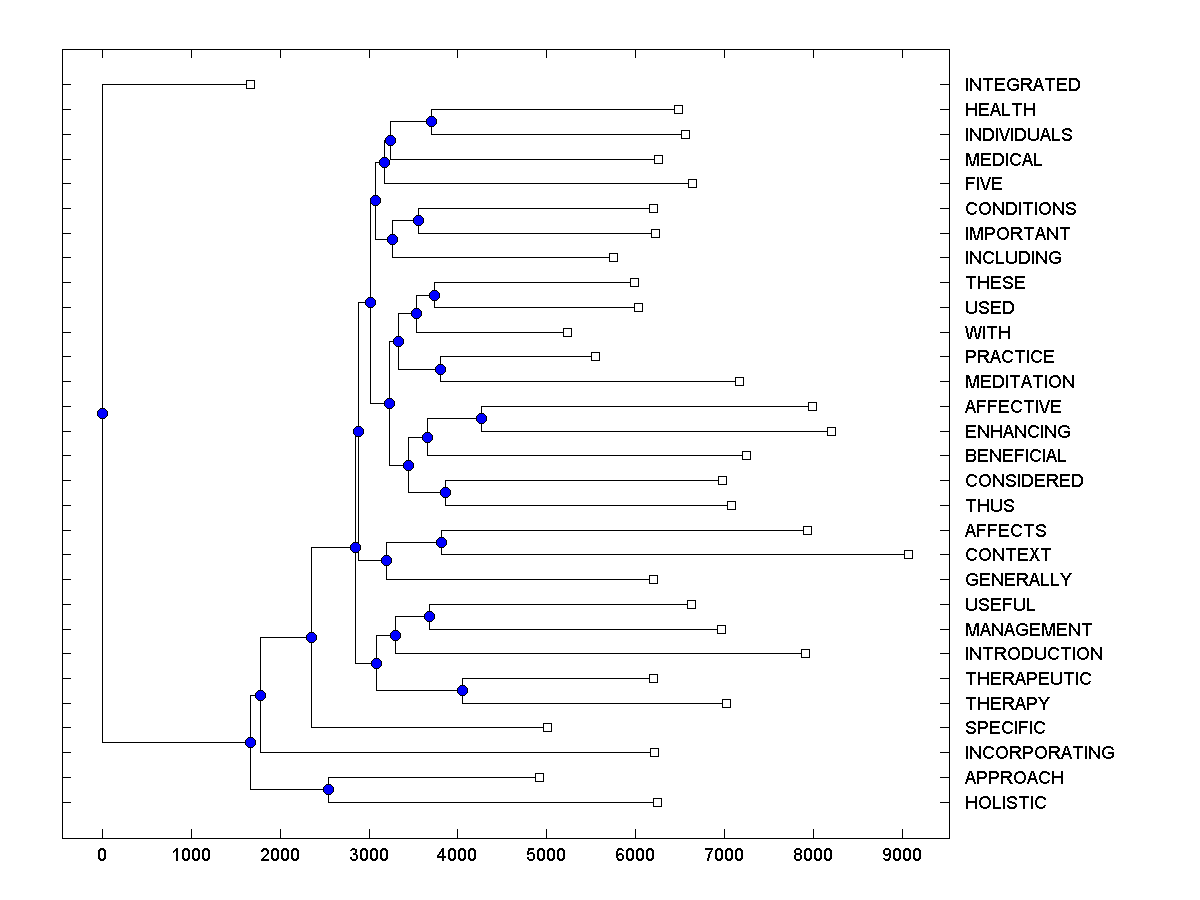 INTEGRATED
HEALTH
INDIVIDUALS
MEDICAL
FIVE
CONDITIONS
IMPORTANT
INCLUDING
THESE
USED
WITH
PRACTICE
MEDITATION
AFFECTIVE
ENHANCING
BENEFICIAL
CONSIDERED
THUS
AFFECTS
CONTEXT
GENERALLY
USEFUL
MANAGEMENT
INTRODUCTION
THERAPEUTIC
THERAPY
SPECIFIC
INCORPORATING
APPROACH
HOLISTIC
0 1000 2000 3000 4000 5000 6000 7000 8000 9000